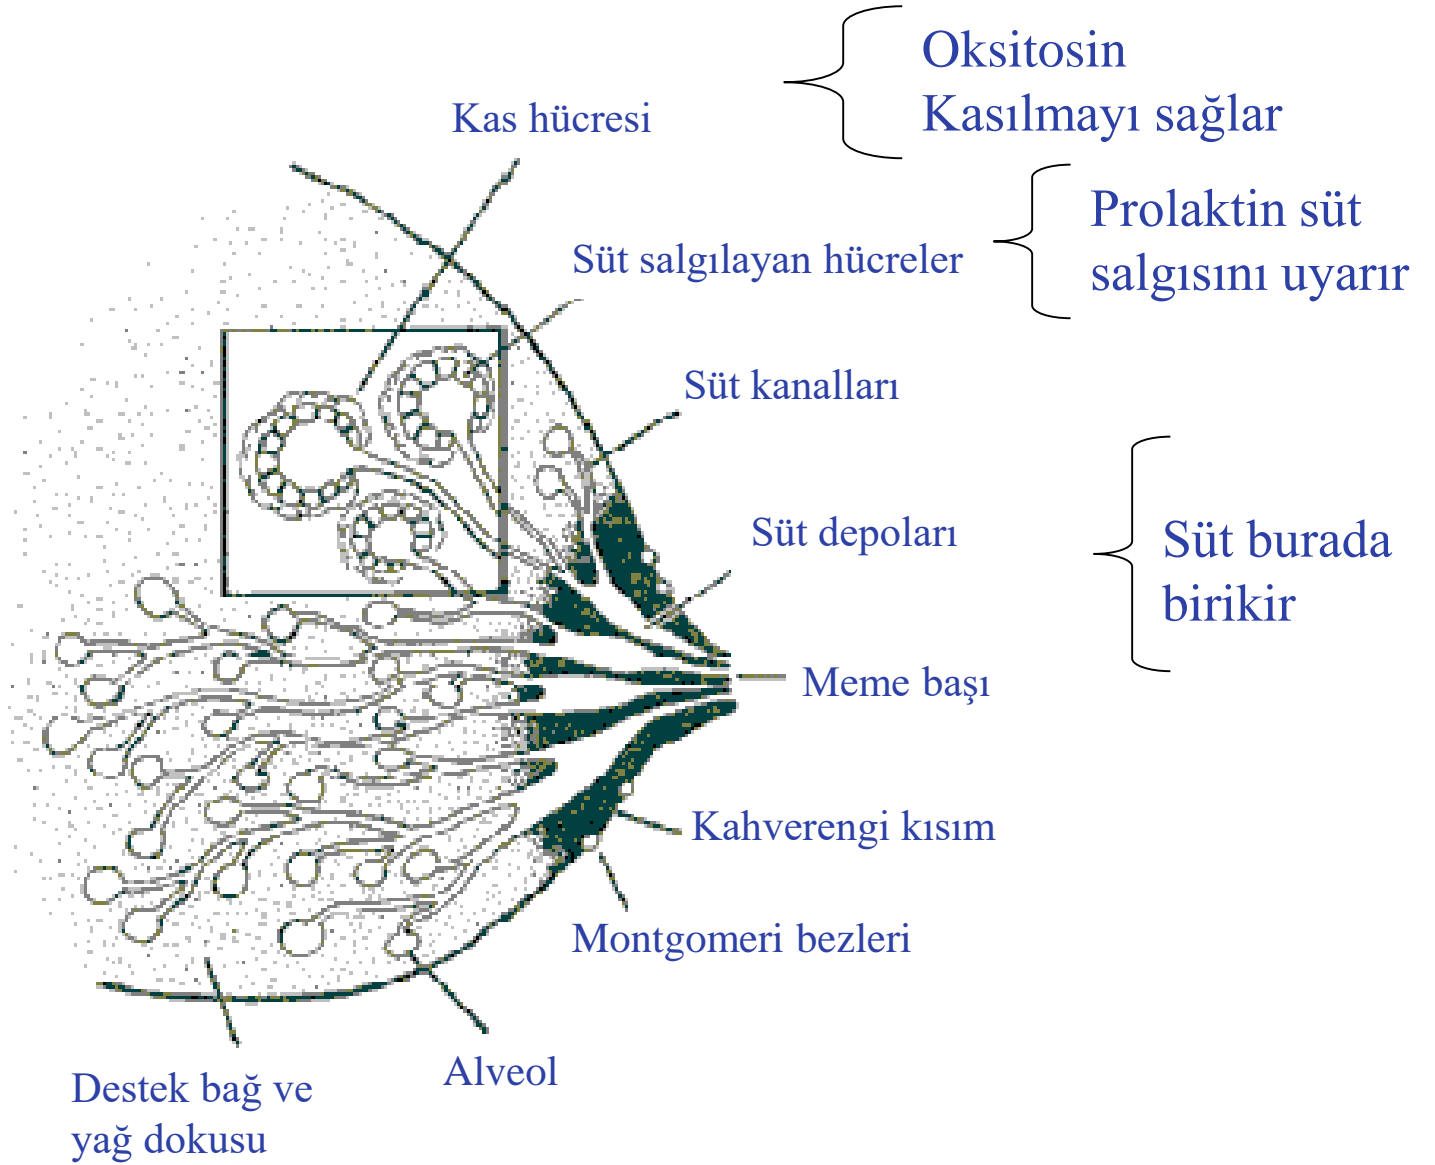 Oksitosin
Kasılmayı sağlar
Kas hücresi
Prolaktin süt
salgısını uyarır
Süt salgılayan hücreler
Süt kanalları
Süt depoları
Süt burada
birikir
Meme başı
Kahverengi kısım
Montgomeri bezleri
Alveol
Destek bağ ve
yağ dokusu